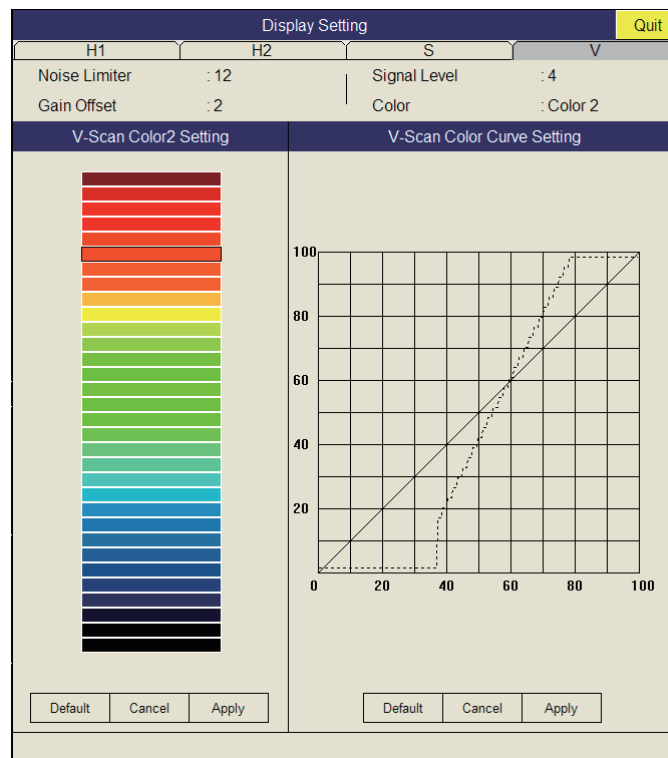 Display Setting Quit
H1 H2 S V
Noise Limiter : 12 Signal Level : 4
Gain Offset : 2 Color : Color 2
V-Scan Color2 Setting V-Scan Color Curve Setting
100
80
60
40
20
0 20 40 60 80 100
Default Cancel Apply Default Cancel Apply